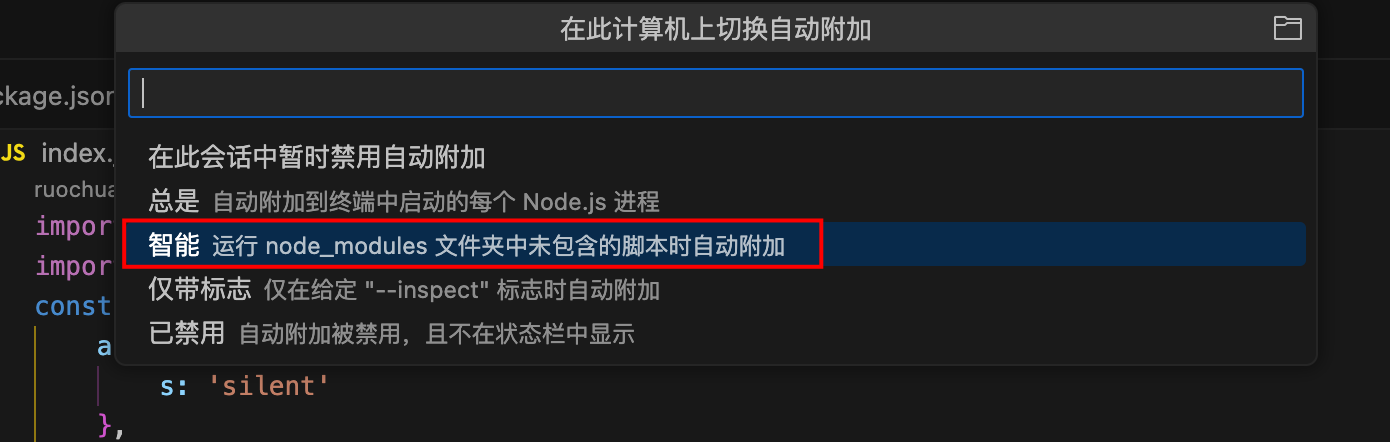 在此计算机上切换自动附加
ckage.json
在此会话中暂时禁用自动附加
JS index.j
总是 自动附加到终端中启动的每个 Node.js 进程
ruochua
impor
智能 运行 node_modules 文件夹中未包含的脚本时自动附加
impor
仅带标志 仅在给定 "--inspect" 标志时自动附加
const
已禁用 自动附加被禁用，且不在状态栏中显示
a
s: 'silent'
},